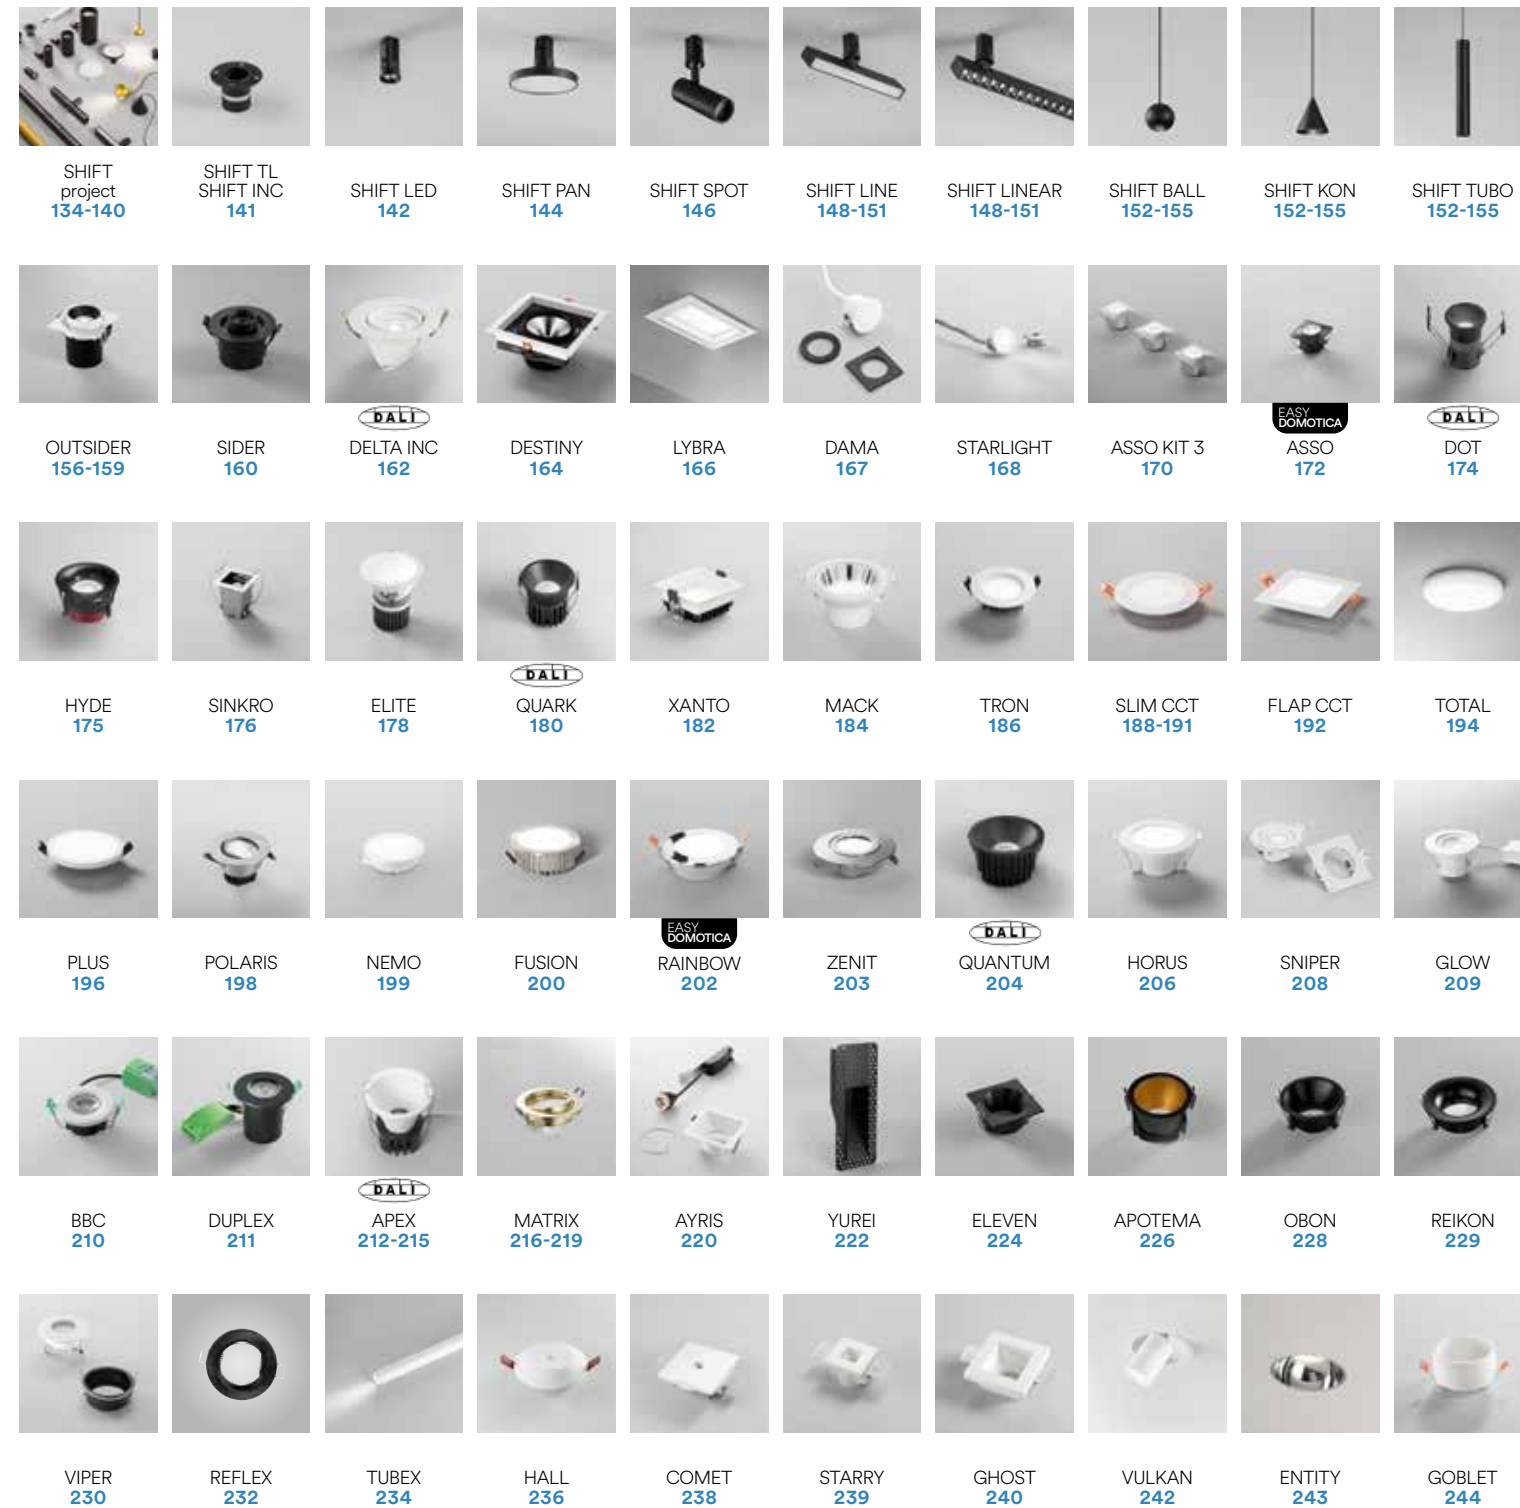 SHIFT
project
134-140
SHIFT TL
SHIFT INC
141
SHIFT LED
142
SHIFT PAN
144
SHIFT SPOT
146
SHIFT LINE
148-151
SHIFT LINEAR
148-151
SHIFT BALL
152-155
SHIFT KON
152-155
SHIFT TUBO
152-155
OUTSIDER
156-159
SIDER
160
DALI
DELTA INC
162
DESTINY
164
LYBRA
166
DAMA
167
STARLIGHT
168
ASSO KIT 3
170
EASY
DOMOTICA
ASSO
172
DALI
DOT
174
HYDE
175
SINKRO
176
ELITE
178
DALI
QUARK
180
XANTO
182
MACK
184
TRON
186
SLIM CCT
188-191
FLAP CCT
192
TOTAL
194
PLUS
196
POLARIS
198
NEMO
199
FUSION
200
EASY
DOMOTICA
RAINBOW
202
ZENIT
203
DALI
QUANTUM
204
HORUS
206
SNIPER
208
GLOW
209
BBC
210
DUPLEX
211
DALI
APEX
212-215
MATRIX
216-219
AYRIS
220
YUREI
222
ELEVEN
224
APOTEMA
226
OBON
228
REIKON
229
VIPER
230
REFLEX
232
TUBEX
234
HALL
236
COMET
238
STARRY
239
GHOST
240
VULKAN
242
ENTITY
243
GOBLET
244